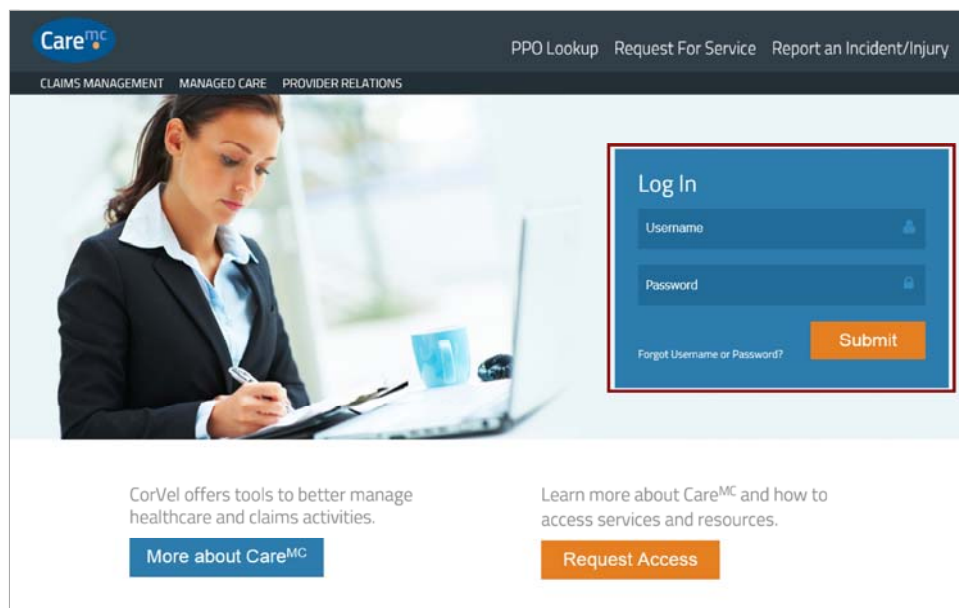 Care MC
PPO Lookup Request For Service Report an Incident/Injury
CLAIMS MANAGEMENT MANAGED CARE PROVIDER RELATIONS
Log In
Username
Password
Forgot Username or Password?
Submit
CorVel offers tools to better manage
healthcare and claims activities.
More about Care MC
Learn more about Care MC and how to
access services and resources.
Request Access